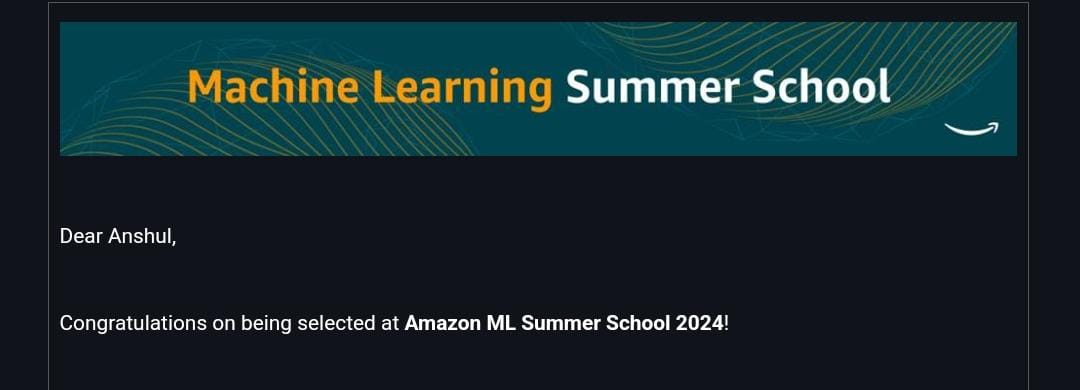 Machine Learning Summer School
Dear Anshul,
Congratulations on being selected at Amazon ML Summer School 2024!